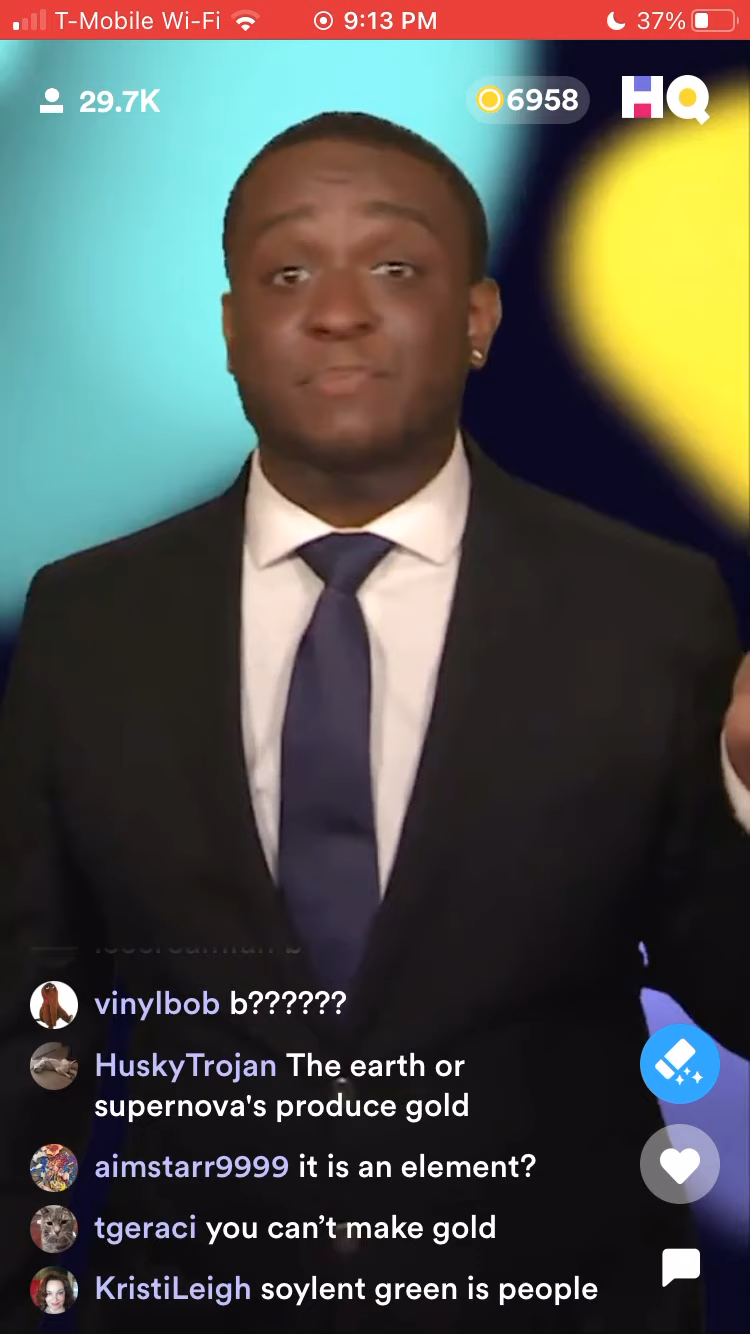 T-Mobile Wi-Fi 9:13 PM 37%
29.7K 6958 HQ
vinylbob b??????
HuskyTrojan The earth or
supernova's produce gold
aimstarr9999 it is an element?
tgeraci you can't make gold
KristiLeigh soylent green is people